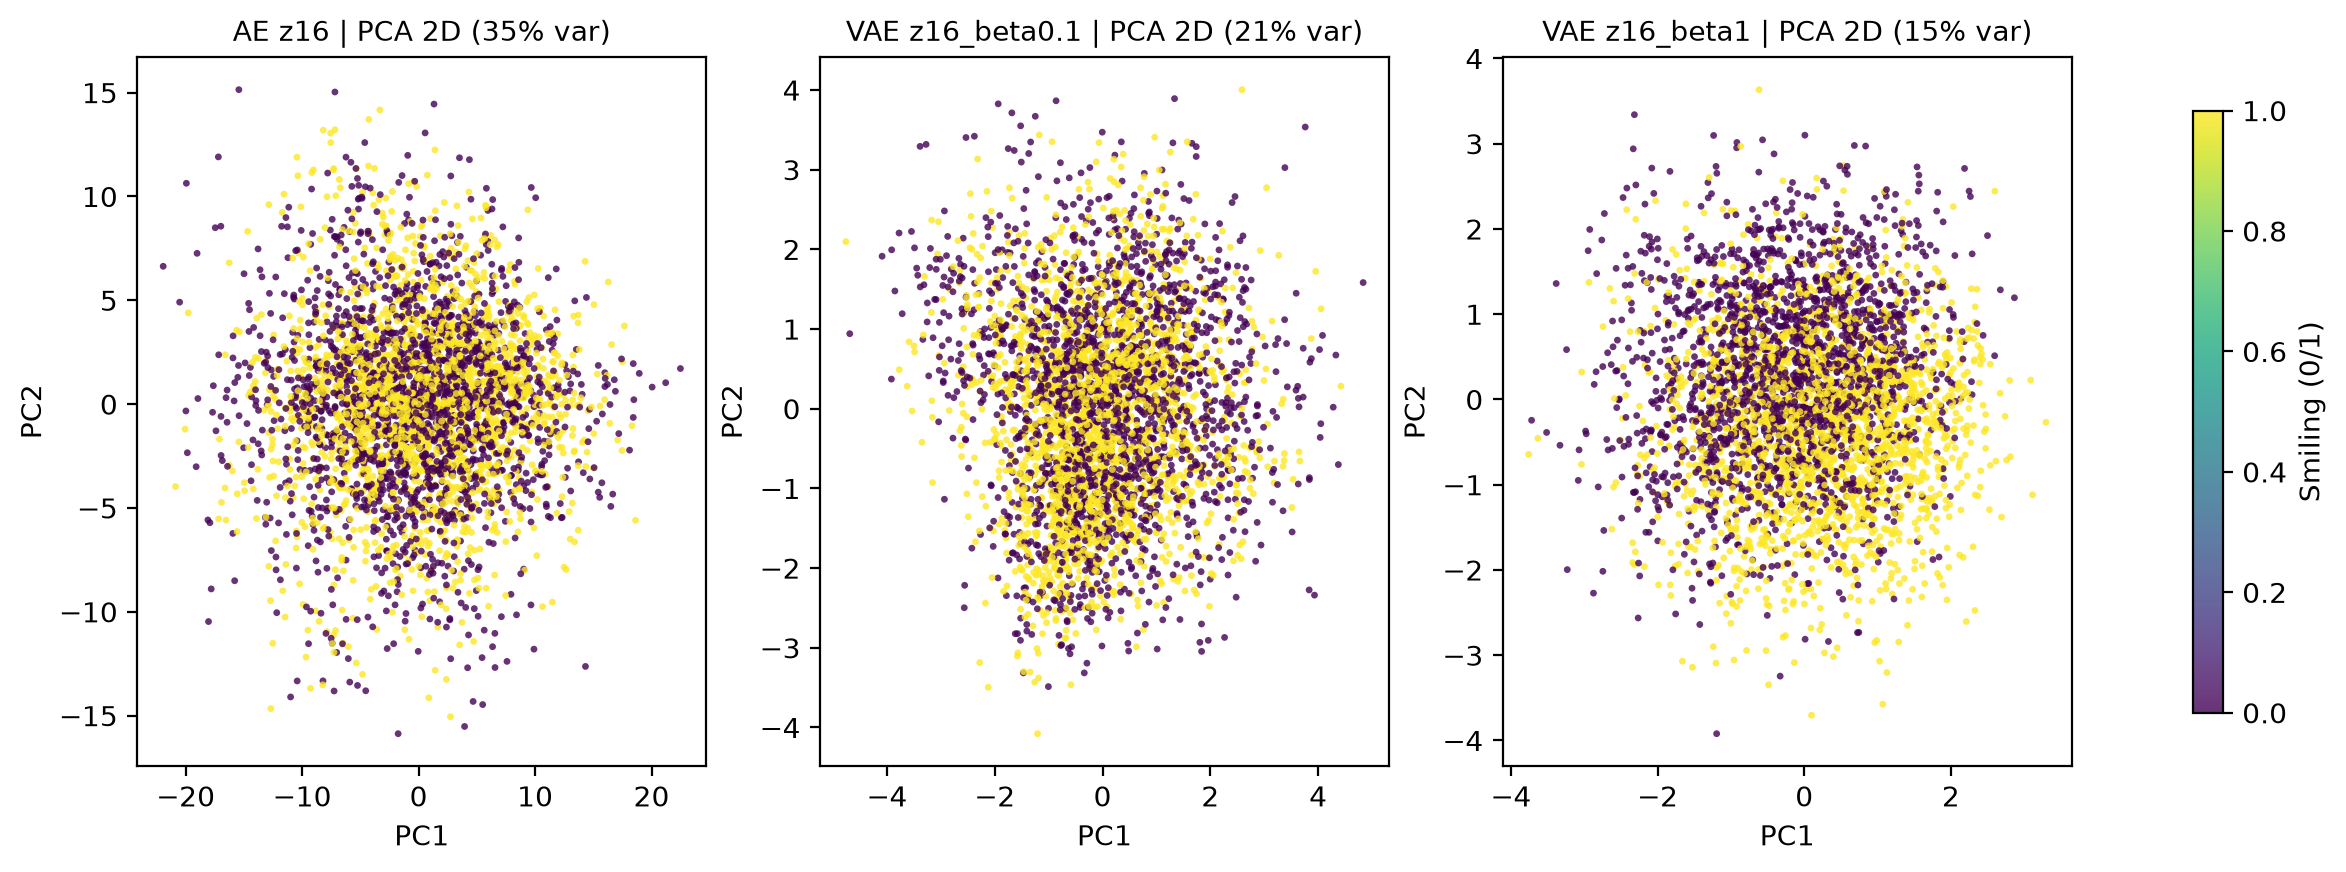 AE z16 | PCA 2D (35% var)
15
10
5
0
−5
−10
−15
PC2
−20 −10 0 10 20
PC1
VAE z16_beta0.1 | PCA 2D (21% var)
4
3
2
1
0
−1
−2
−3
−4
PC2
−4 −2 0 2 4
PC1
VAE z16_beta1 | PCA 2D (15% var)
4
3
2
1
0
−1
−2
−3
−4
PC2
−4 −2 0 2
PC1
1.0
0.8
0.6
0.4
0.2
0.0
Smiling (0/1)